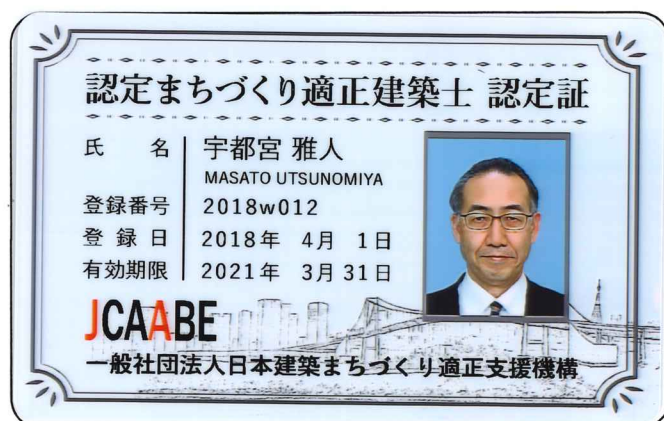 認定まちづくり適正建築士 認定証
氏 名 宇都宮 雅人
MASATO UTSUNOMIYA
登録番号 2018w012
登録日 2018年 4月 1日
有効期限 2021年 3月31日
JCAABE
一般社団法人日本建築まちづくり適正支援機構